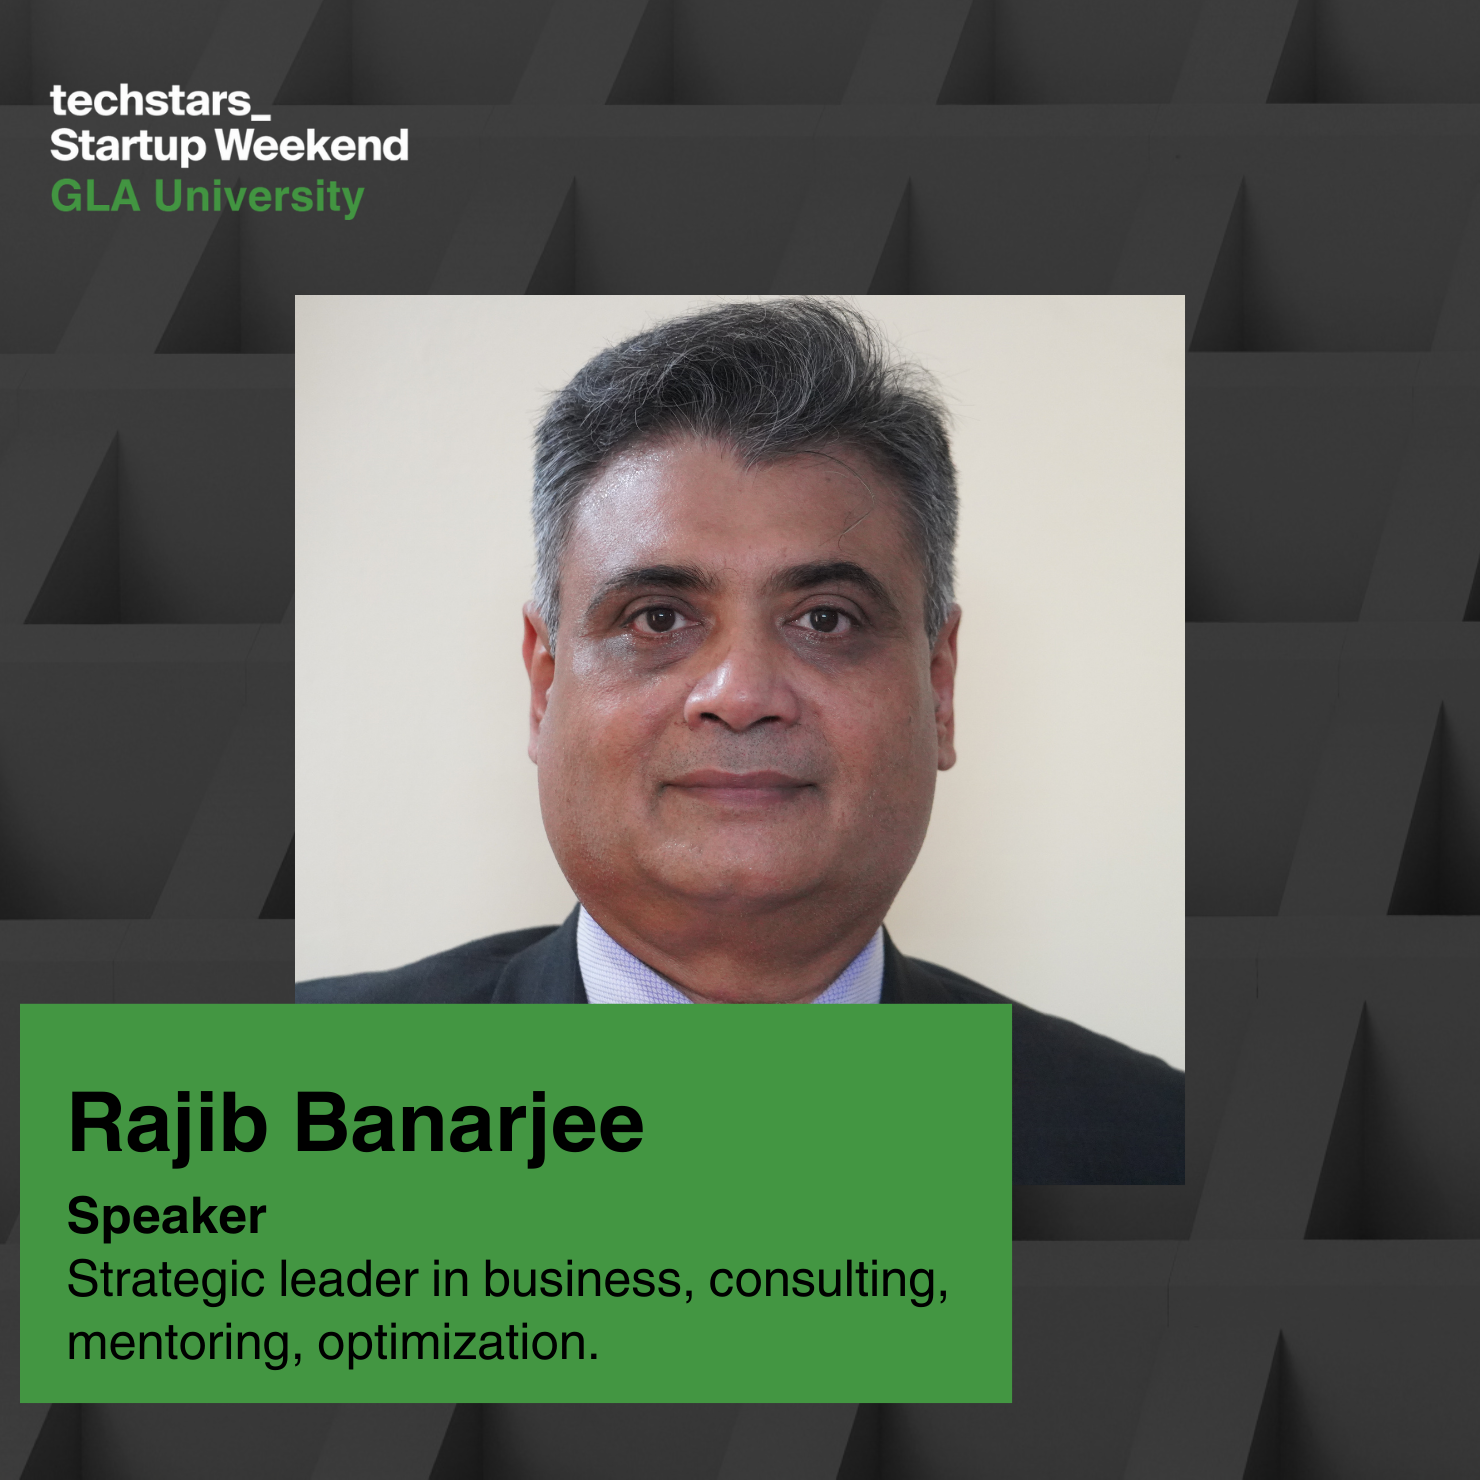 techstars_
Startup Weekend
GLA University
Rajib Banarjee
Speaker
Strategic leader in business, consulting,
mentoring, optimization.